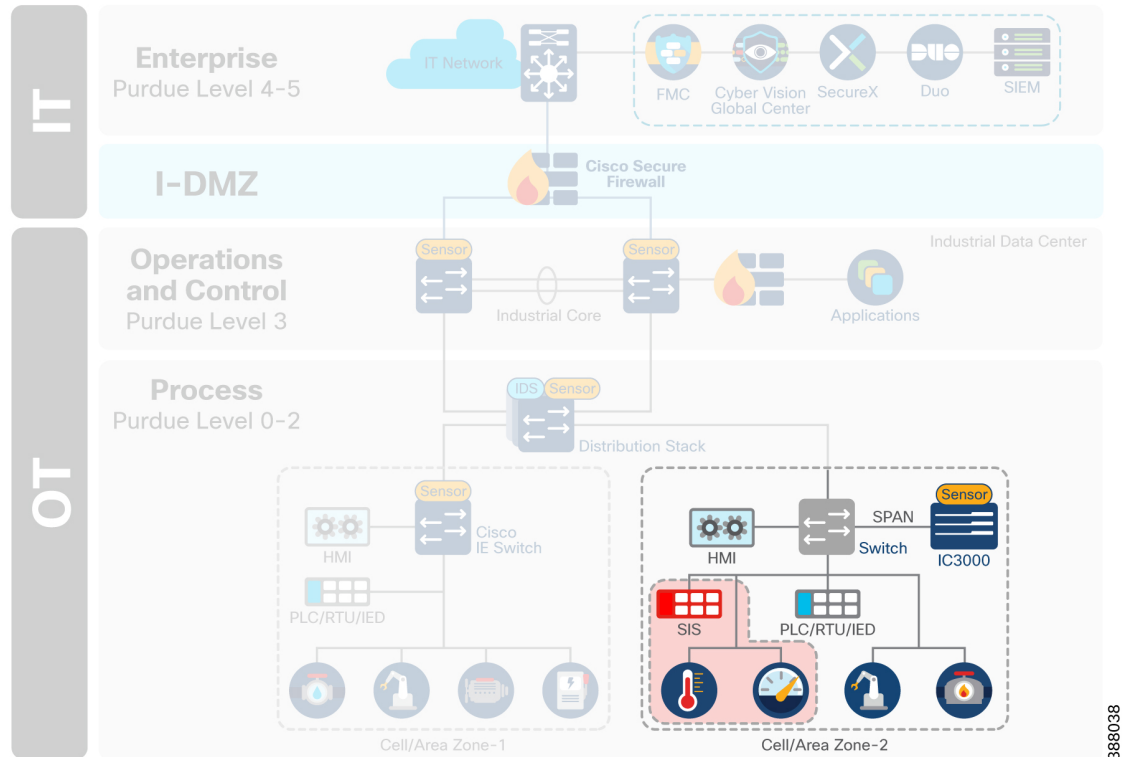 IT
Enterprise
Purdue Level 4-5
IT Network
FMC
Cyber Vision
Global Center
SecureX
Duo
SIEM
I-DMZ
Cisco Secure
Firewall
OT
Operations
and Control
Purdue Level 3
Sensor
Sensor
Industrial Core
Industrial Data Center
Applications
Process
Purdue Level 0-2
IDS
Sensor
Distribution Stack
Sensor
Cisco
IE Switch
HMI
PLC/RTU/IED
Cell/Area Zone-1
HMI
Switch
SPAN
Sensor
IC3000
SIS
PLC/RTU/IED
Cell/Area Zone-2
388038